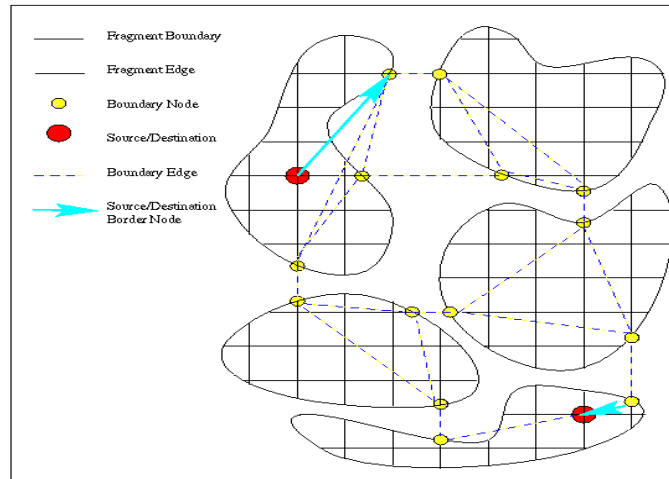 Fragment Boundary
Fragment Edge
Boundary Node
Source/Destination
Boundary Edge
Source/Destination
Border Node